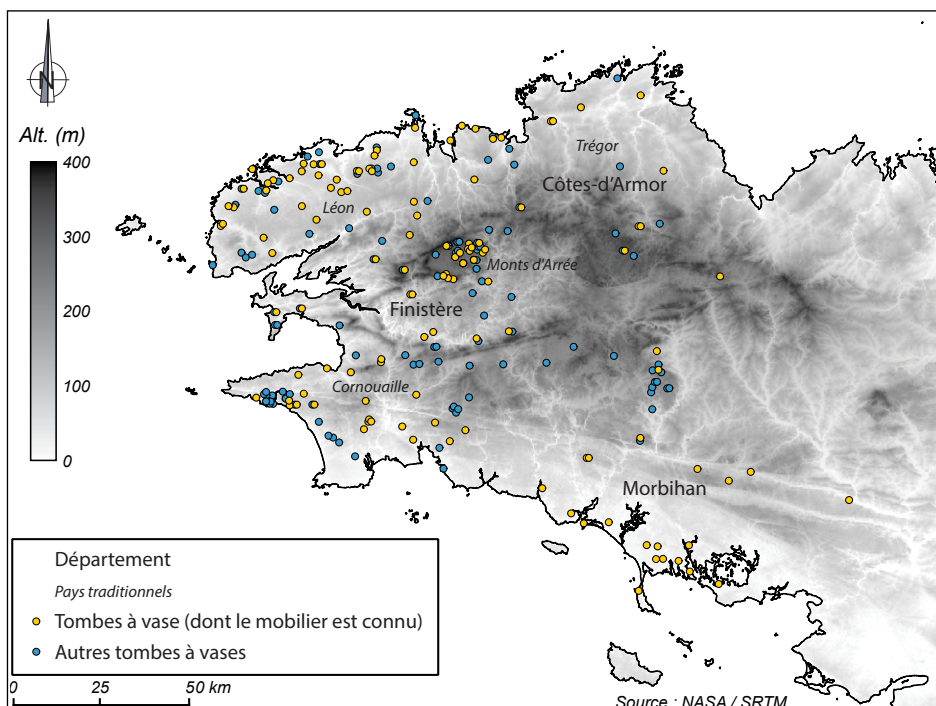 N
Alt. (m)
400
300
200
100
0
Trégor
Côtes-d'Armor
Léon
Monts d'Arrée
Finistère
Cornouaille
Morbihan
Département
Pays traditionnels
Tombes à vase (dont le mobilier est connu)
Autres tombes à vases
0 25 50 km
Source : NASA / SRTM